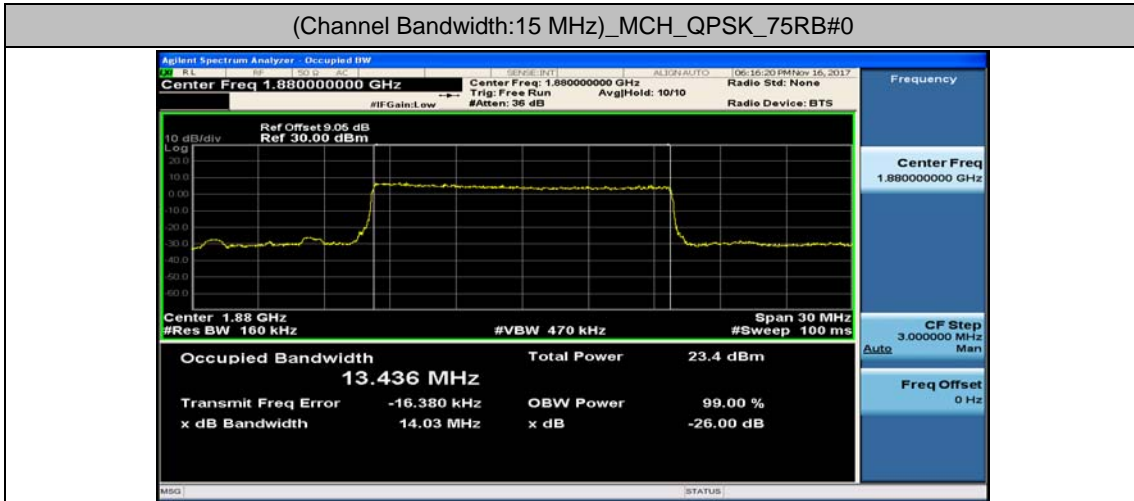 (Channel Bandwidth:15 MHz)_MCH_QPSK_75RB#0
Agilent Spectrum Analyzer - Occupied BW
RL RF 50 Ω AC SENSE:INT ALIGN AUTO 06:16:20 PM Nov 16, 2017
Center Freq 1.880000000 GHz
Center Freq: 1.880000000 GHz
Radio Std: None
Trig: Free Run Avg|Hold: 10/10
#IFGain:Low #Atten: 36 dB Radio Device: BTS
Frequency
Ref Offset 9.05 dB
10 dB/div Ref 30.00 dBm
Log
20.0
10.0
0.00
-10.0
-20.0
-30.0
-40.0
-50.0
-60.0
Center 1.88 GHz Span 30 MHz
#Res BW 160 kHz #VBW 470 kHz #Sweep 100 ms
Occupied Bandwidth Total Power 23.4 dBm
13.436 MHz
Transmit Freq Error -16.380 kHz OBW Power 99.00 %
x dB Bandwidth 14.03 MHz x dB -26.00 dB
Center Freq
1.880000000 GHz
CF Step
3.000000 MHz
Auto Man
Freq Offset
0 Hz
MSG STATUS